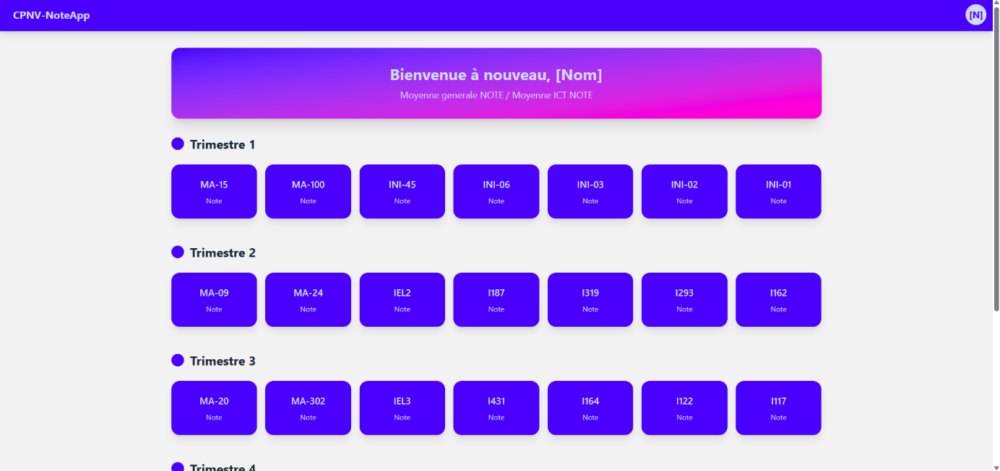 CPNV-NoteApp
[N]
Bienvenue à nouveau, [Nom]
Moyenne generale NOTE / Moyenne ICT NOTE
Trimestre 1
MA-15 MA-100 INI-45 INI-06 INI-03 INI-02 INI-01
Note Note Note Note Note Note Note
Trimestre 2
MA-09 MA-24 IEL2 I187 I319 I293 I162
Note Note Note Note Note Note Note
Trimestre 3
MA-20 MA-302 IEL3 I431 I164 I122 I117
Note Note Note Note Note Note Note
Trimestre 4